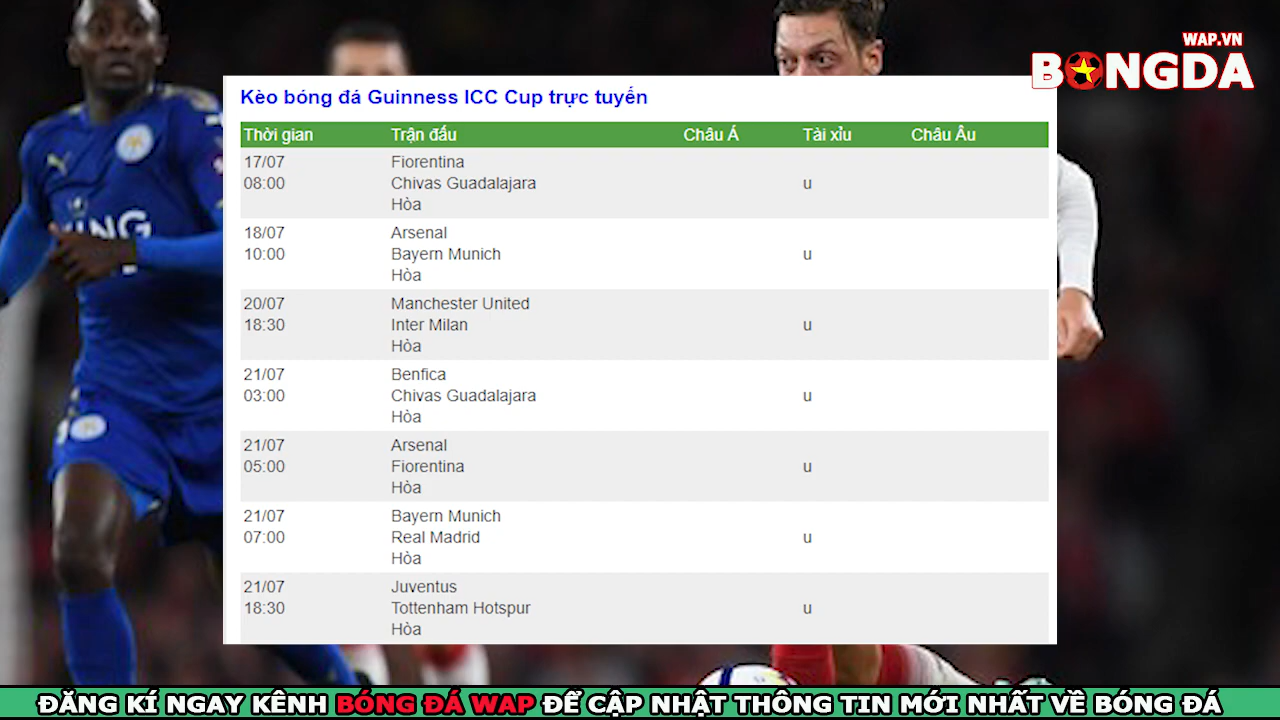 WAP.VN
BONGDA
Kèo bóng đá Guinness ICC Cup trực tuyến
Thời gian Trận đấu Châu Á Tài xỉu Châu Âu
17/07 Fiorentina
08:00 Chivas Guadalajara u
Hòa
18/07 Arsenal
10:00 Bayern Munich u
Hòa
20/07 Manchester United
18:30 Inter Milan u
Hòa
21/07 Benfica
03:00 Chivas Guadalajara u
Hòa
21/07 Arsenal
05:00 Fiorentina u
Hòa
21/07 Bayern Munich
07:00 Real Madrid u
Hòa
21/07 Juventus
18:30 Tottenham Hotspur u
Hòa
KING
ĐĂNG KÍ NGAY KÊNH BÓNG ĐÁ WAP ĐỂ CẬP NHẬT THÔNG TIN MỚI NHẤT VỀ BÓNG ĐÁ